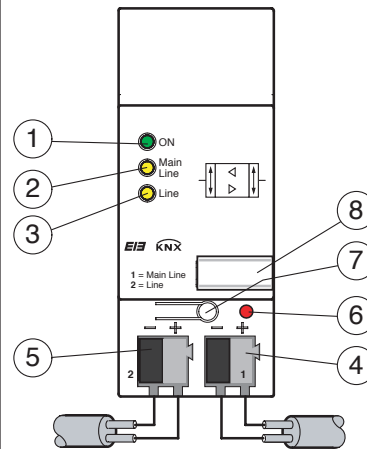 1
ON
2
Main
Line
3
Line
8
7
EIB KNX
1 = Main Line
2 = Line
6
− + − +
5
2
1
4